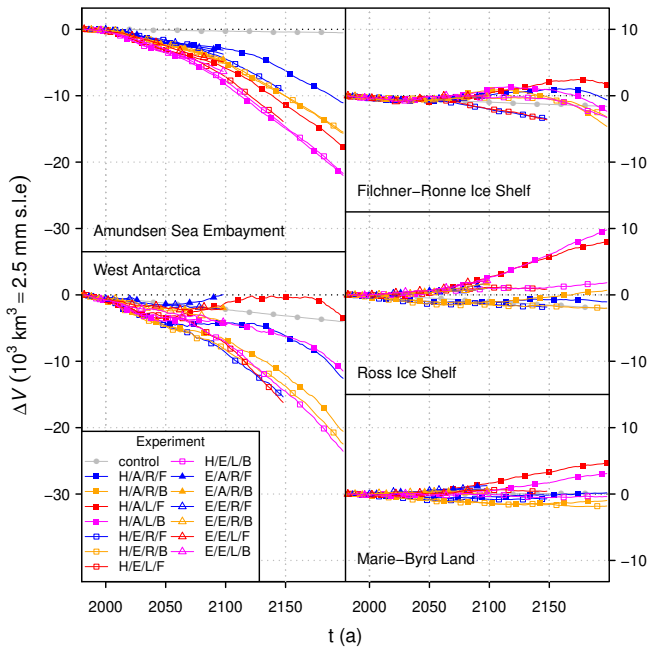 0
−10
−20
−30
Amundsen Sea Embayment
10
0
−10
Filchner−Ronne Ice Shelf
West Antarctica
0
−10
−20
−30
10
0
−10
Ross Ice Shelf
10
0
−10
Marie−Byrd Land
ΔV (10³ km³ = 2.5 mm s.l.e)
Experiment
control
H/A/R/F
H/A/R/B
H/A/L/F
H/A/L/B
H/E/R/F
H/E/R/B
H/E/L/F
H/E/L/B
E/A/R/F
E/A/R/B
E/E/R/F
E/E/R/B
E/E/L/F
E/E/L/B
2000 2050 2100 2150
2000 2050 2100 2150
t (a)